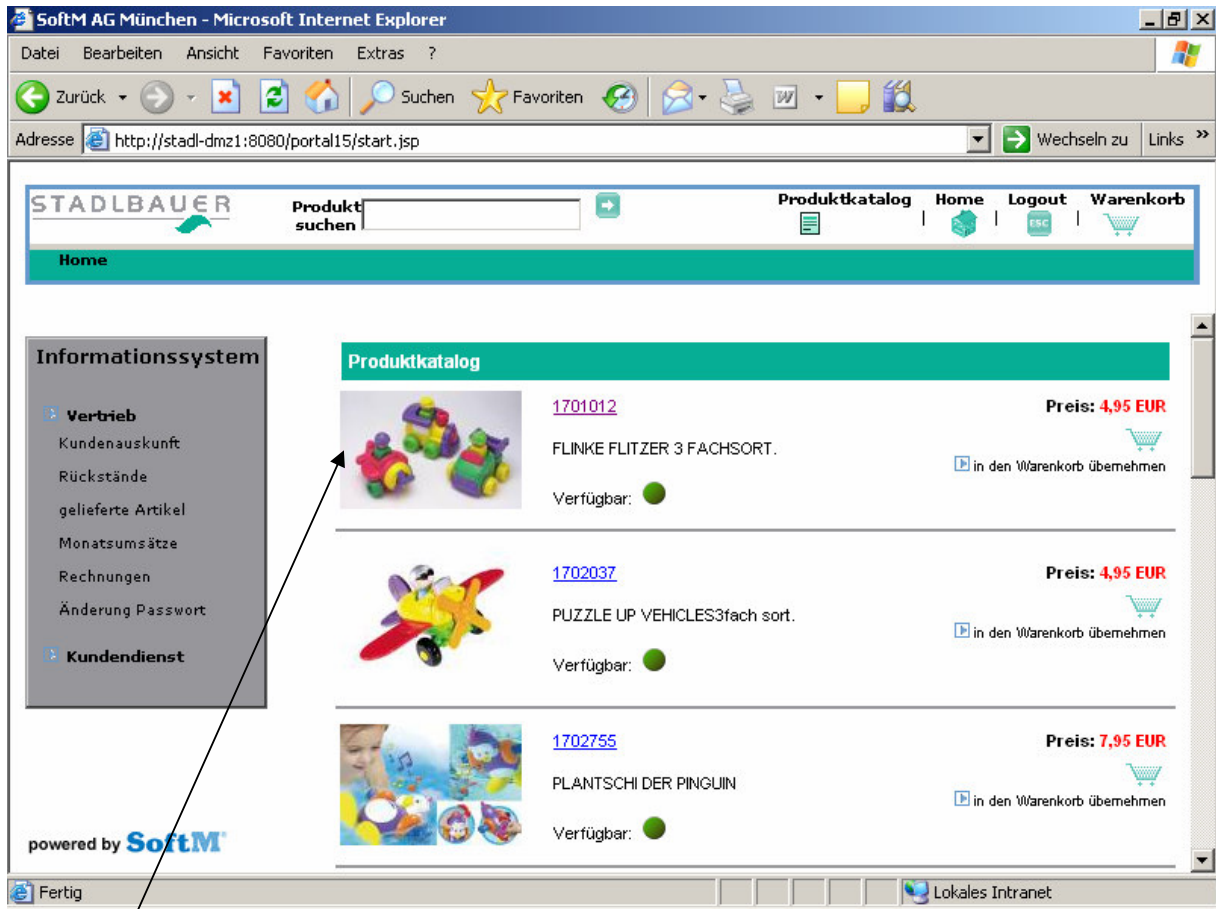 SoftM AG München - Microsoft Internet Explorer
Datei Bearbeiten Ansicht Favoriten Extras ?
Zurück Suchen Favoriten W
Adresse http://stadl-dmz1:8080/portal15/start.jsp Wechseln zu Links »
STADLBAUER
Produkt suchen
Produktkatalog | Home | Logout | Warenkorb
ESC
Home
Informationssystem
Vertrieb
Kundenauskunft
Rückstände
gelieferte Artikel
Monatsumsätze
Rechnungen
Änderung Passwort
Kundendienst
powered by SoftM
Produktkatalog
1701012 Preis: 4,95 EUR
FLINKE FLITZER 3 FACHSORT.
in den Warenkorb übernehmen
Verfügbar:
1702037 Preis: 4,95 EUR
PUZZLE UP VEHICLES3fach sort.
in den Warenkorb übernehmen
Verfügbar:
1702755 Preis: 7,95 EUR
PLANTSCHI DER PINGUIN
in den Warenkorb übernehmen
Verfügbar:
Fertig Lokales Intranet